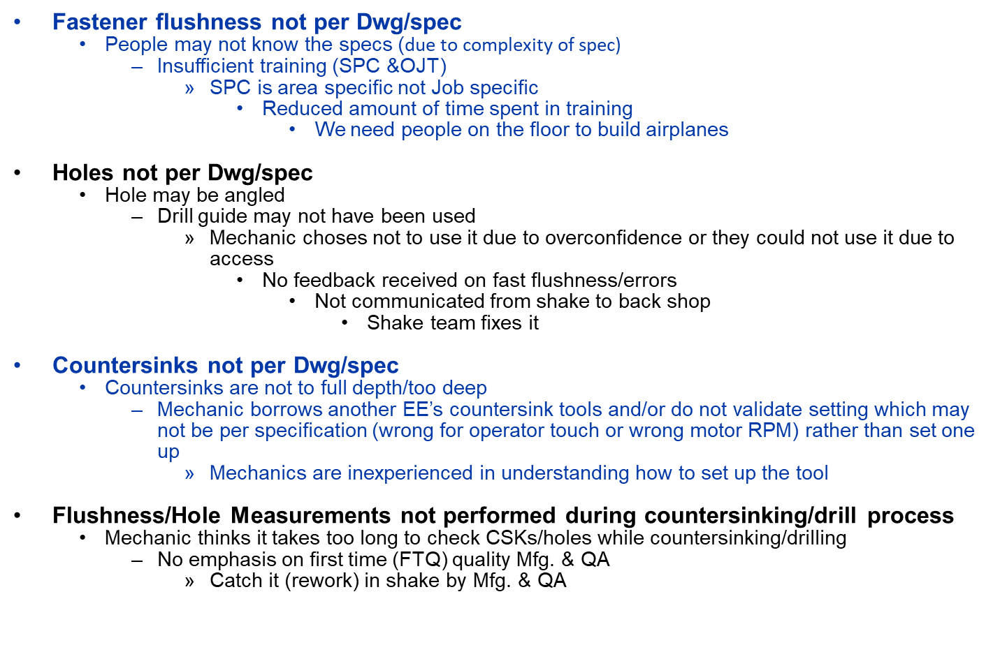 • Fastener flushness not per Dwg/spec
• People may not know the specs (due to complexity of spec)
– Insufficient training (SPC &OJT)
» SPC is area specific not Job specific
• Reduced amount of time spent in training
• We need people on the floor to build airplanes
• Holes not per Dwg/spec
• Hole may be angled
– Drill guide may not have been used
» Mechanic choses not to use it due to overconfidence or they could not use it due to
access
• No feedback received on fast flushness/errors
• Not communicated from shake to back shop
• Shake team fixes it
• Countersinks not per Dwg/spec
• Countersinks are not to full depth/too deep
– Mechanic borrows another EE’s countersink tools and/or do not validate setting which may
not be per specification (wrong for operator touch or wrong motor RPM) rather than set one
up
» Mechanics are inexperienced in understanding how to set up the tool
• Flushness/Hole Measurements not performed during countersinking/drill process
• Mechanic thinks it takes too long to check CSKs/holes while countersinking/drilling
– No emphasis on first time (FTQ) quality Mfg. & QA
» Catch it (rework) in shake by Mfg. & QA